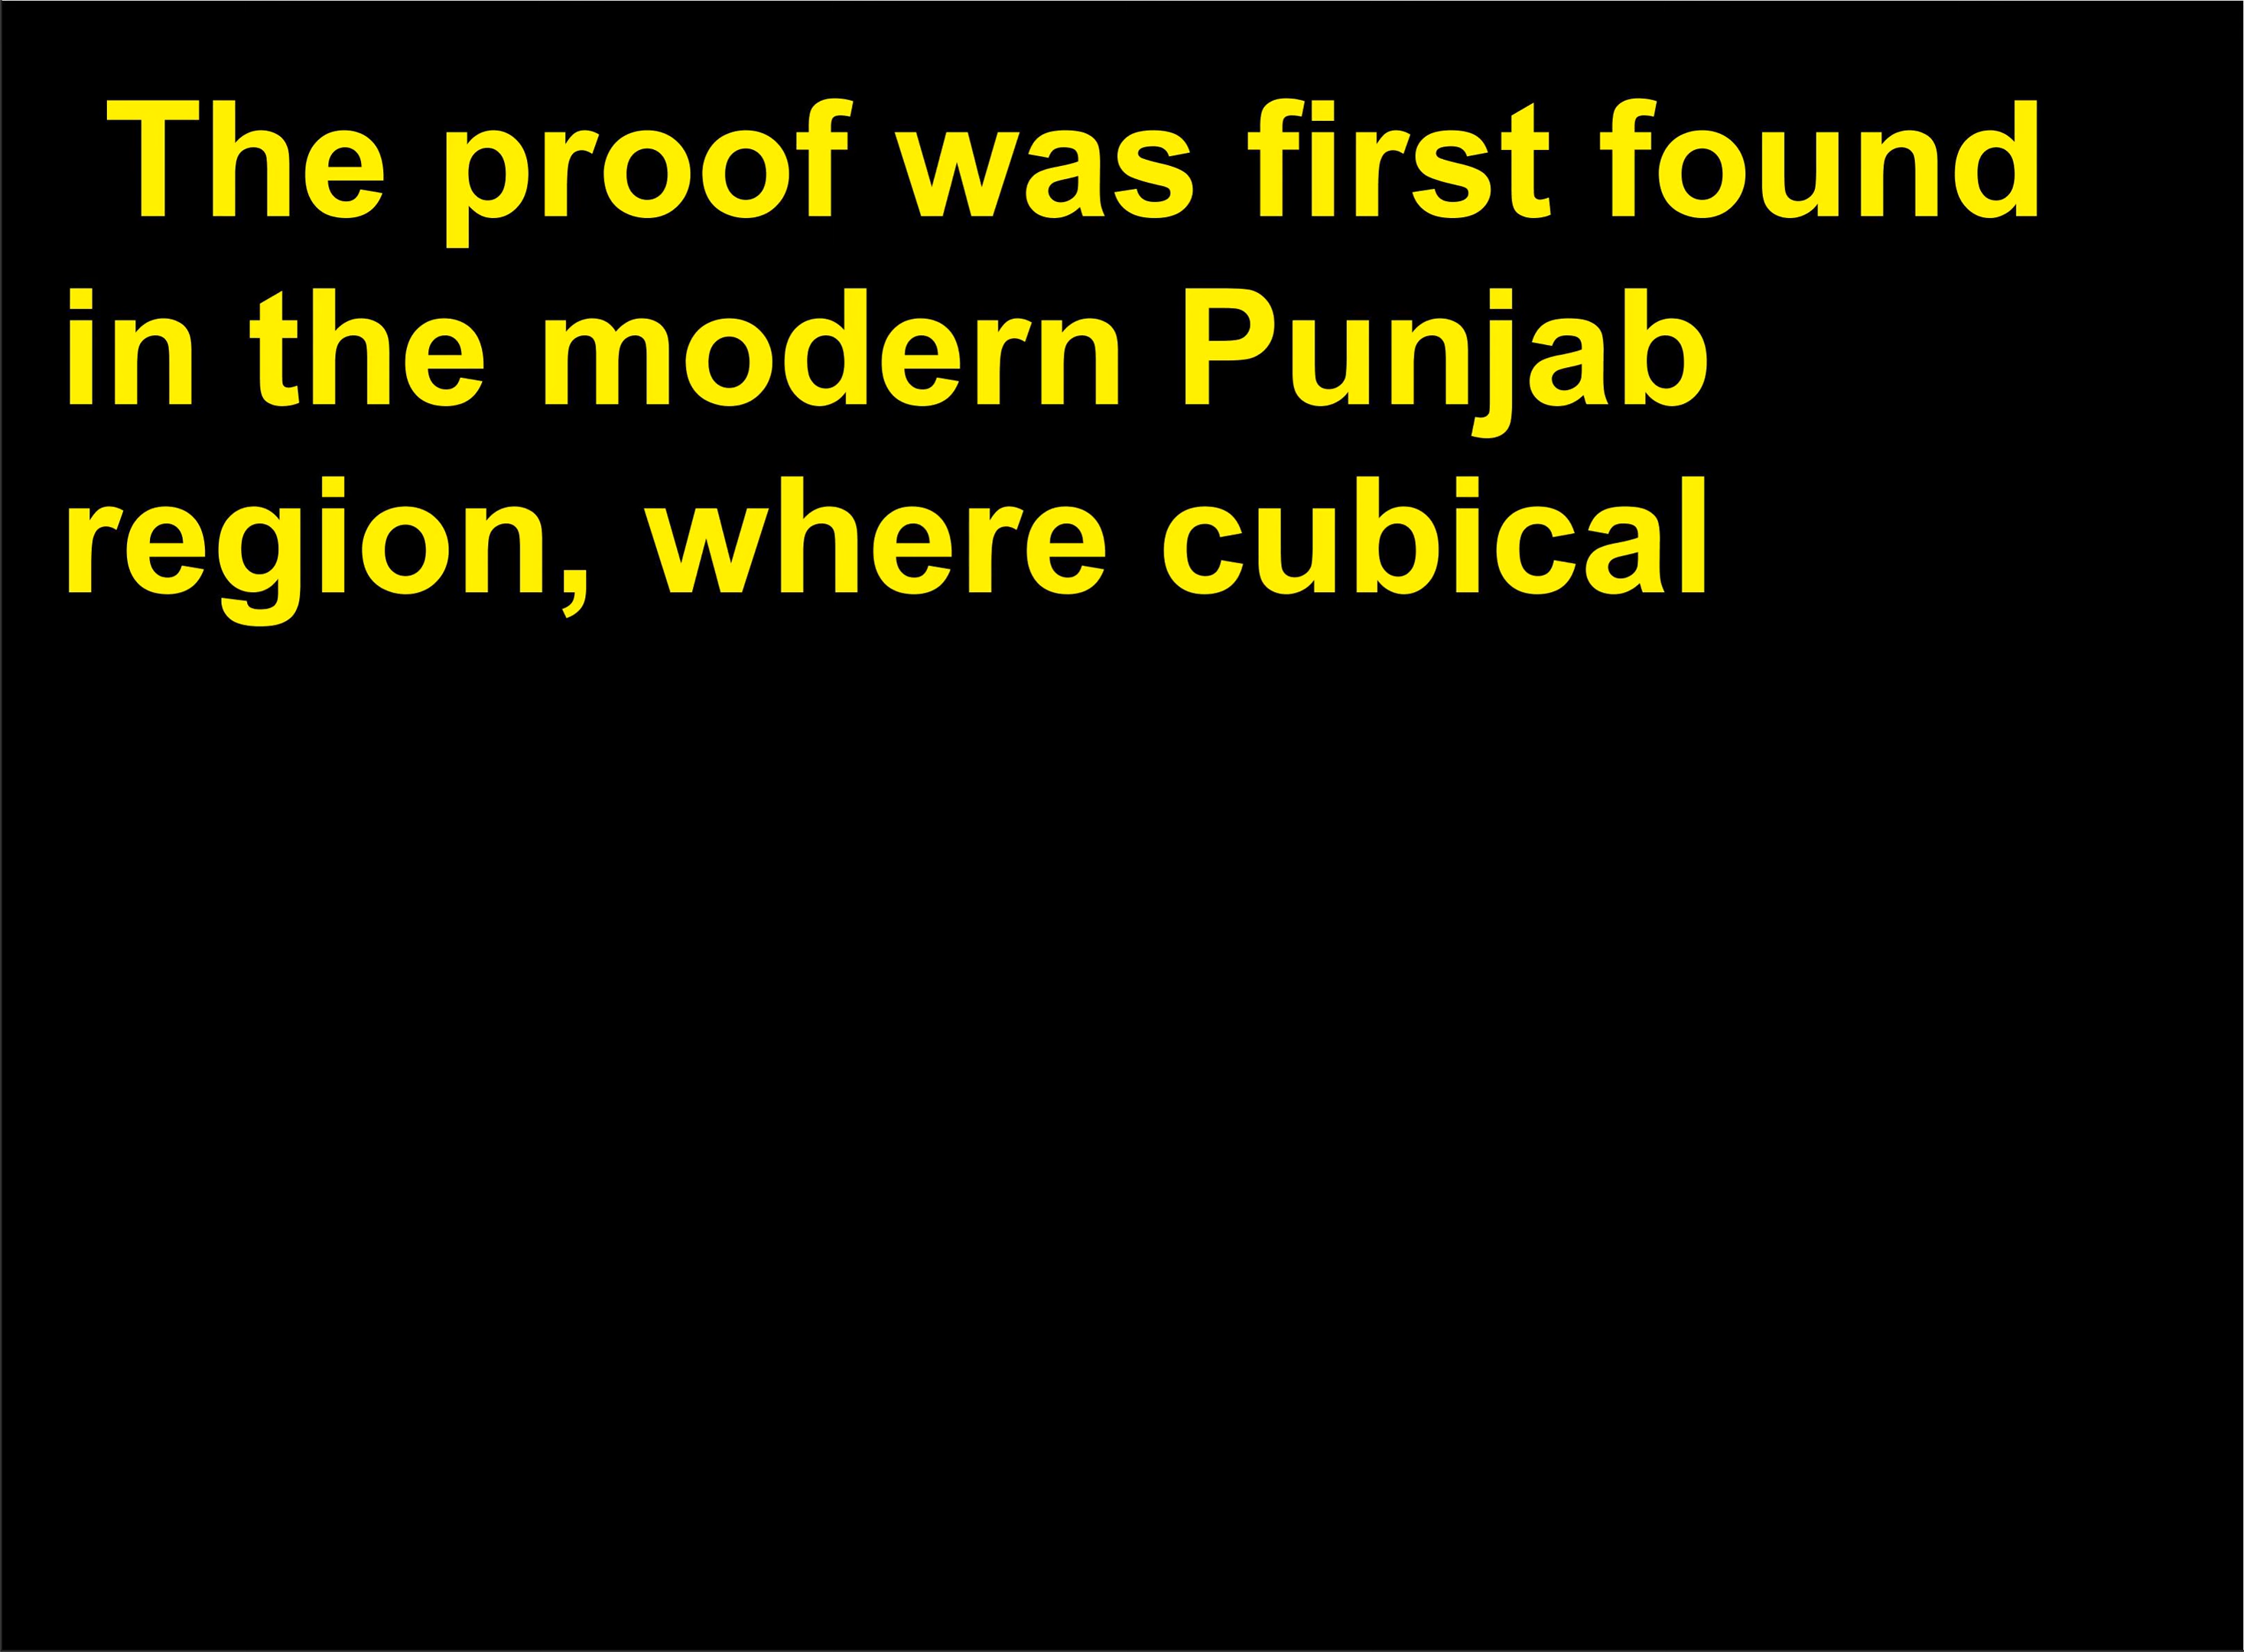 The proof was first found
in the modern Punjab
region, where cubical